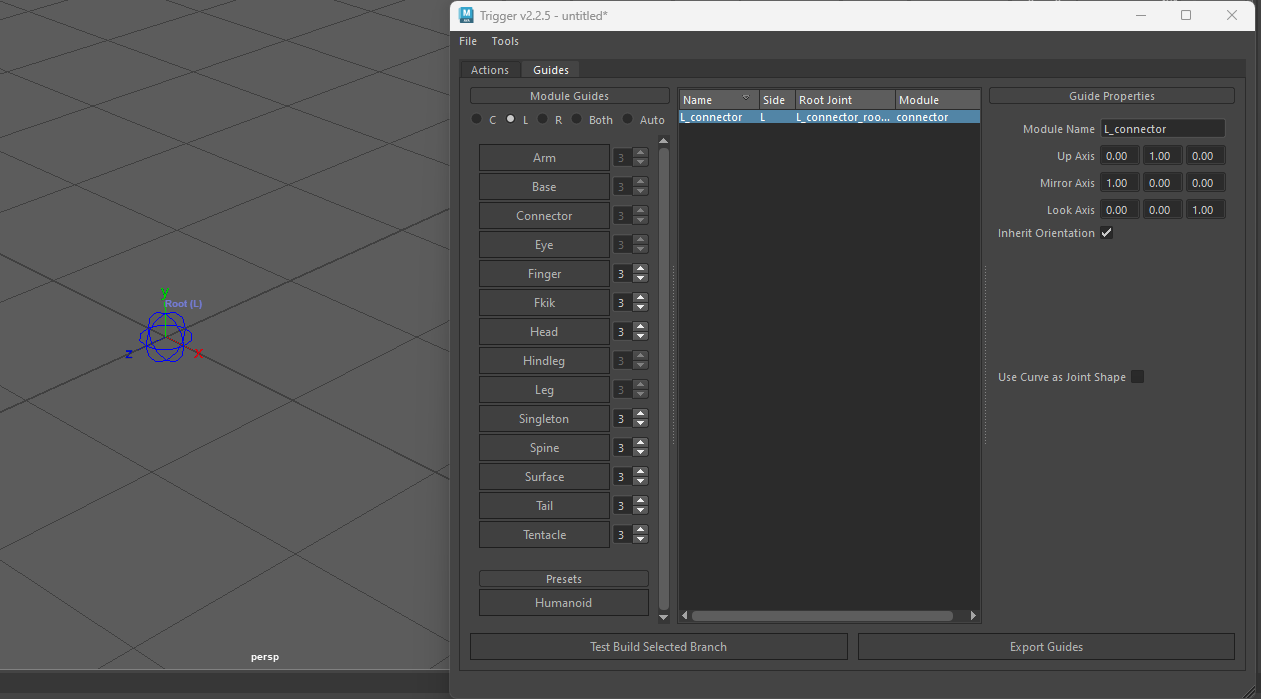 Trigger v2.2.5 - untitled*
File Tools
Actions Guides
Module Guides
C L R Both Auto
Arm 3
Base 3
Connector 3
Eye 3
Finger 3
Fkik 3
Head 3
Hindleg 3
Leg 3
Singleton 3
Spine 3
Surface 3
Tail 3
Tentacle 3
Presets
Humanoid
Name Side Root Joint Module
L_connector L L_connector_roo... connector
Guide Properties
Module Name L_connector
Up Axis 0.00 1.00 0.00
Mirror Axis 1.00 0.00 0.00
Look Axis 0.00 0.00 1.00
Inherit Orientation
Use Curve as Joint Shape
Test Build Selected Branch
Export Guides
y
Root (L)
z
x
persp